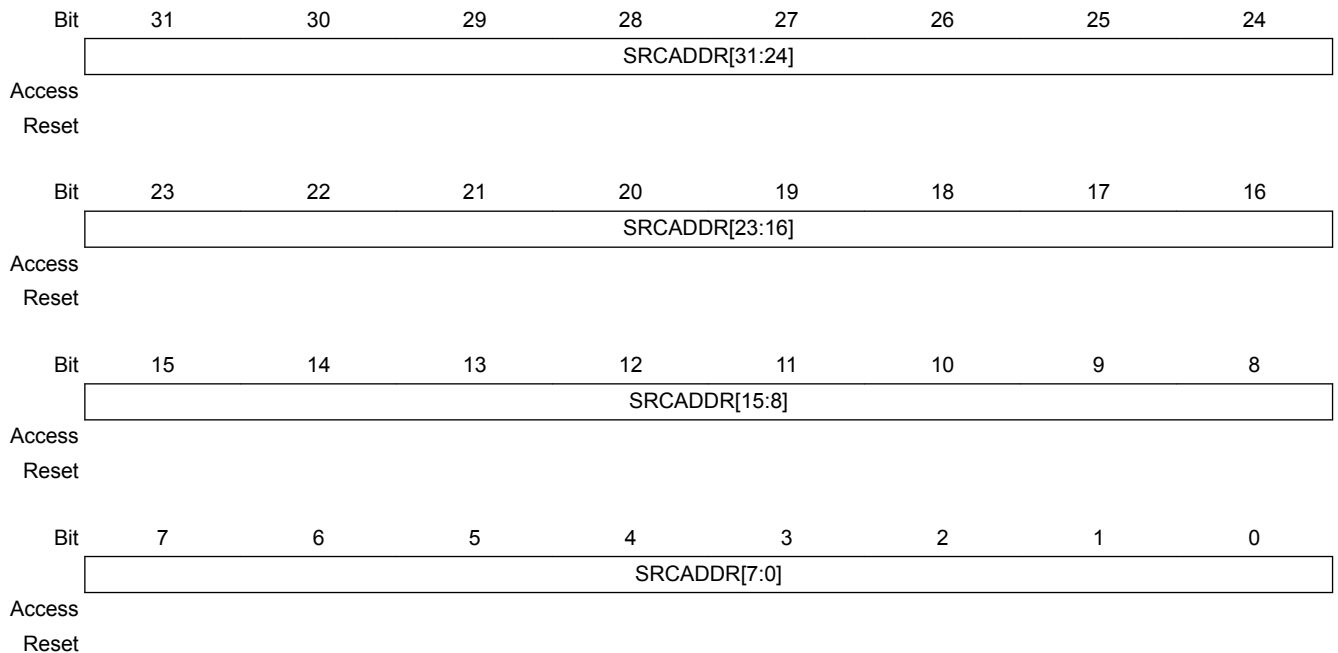 Bit 31 30 29 28 27 26 25 24
SRCADDR[31:24]
Access
Reset
Bit 23 22 21 20 19 18 17 16
SRCADDR[23:16]
Access
Reset
Bit 15 14 13 12 11 10 9 8
SRCADDR[15:8]
Access
Reset
Bit 7 6 5 4 3 2 1 0
SRCADDR[7:0]
Access
Reset